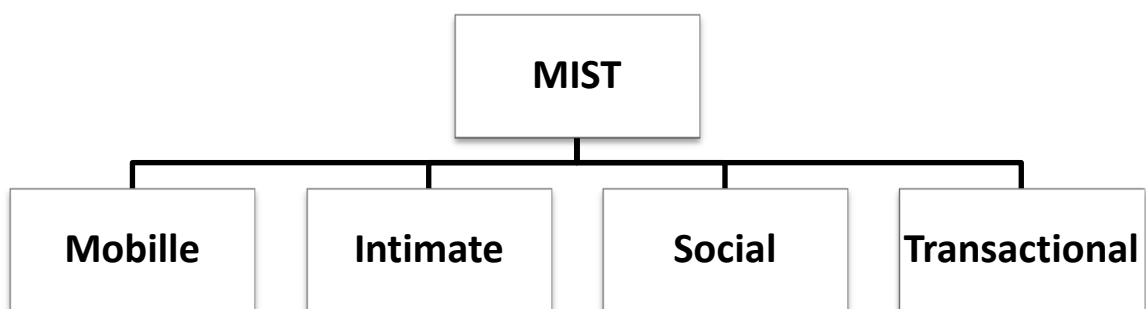 MIST
Mobille
Intimate
Social
Transactional